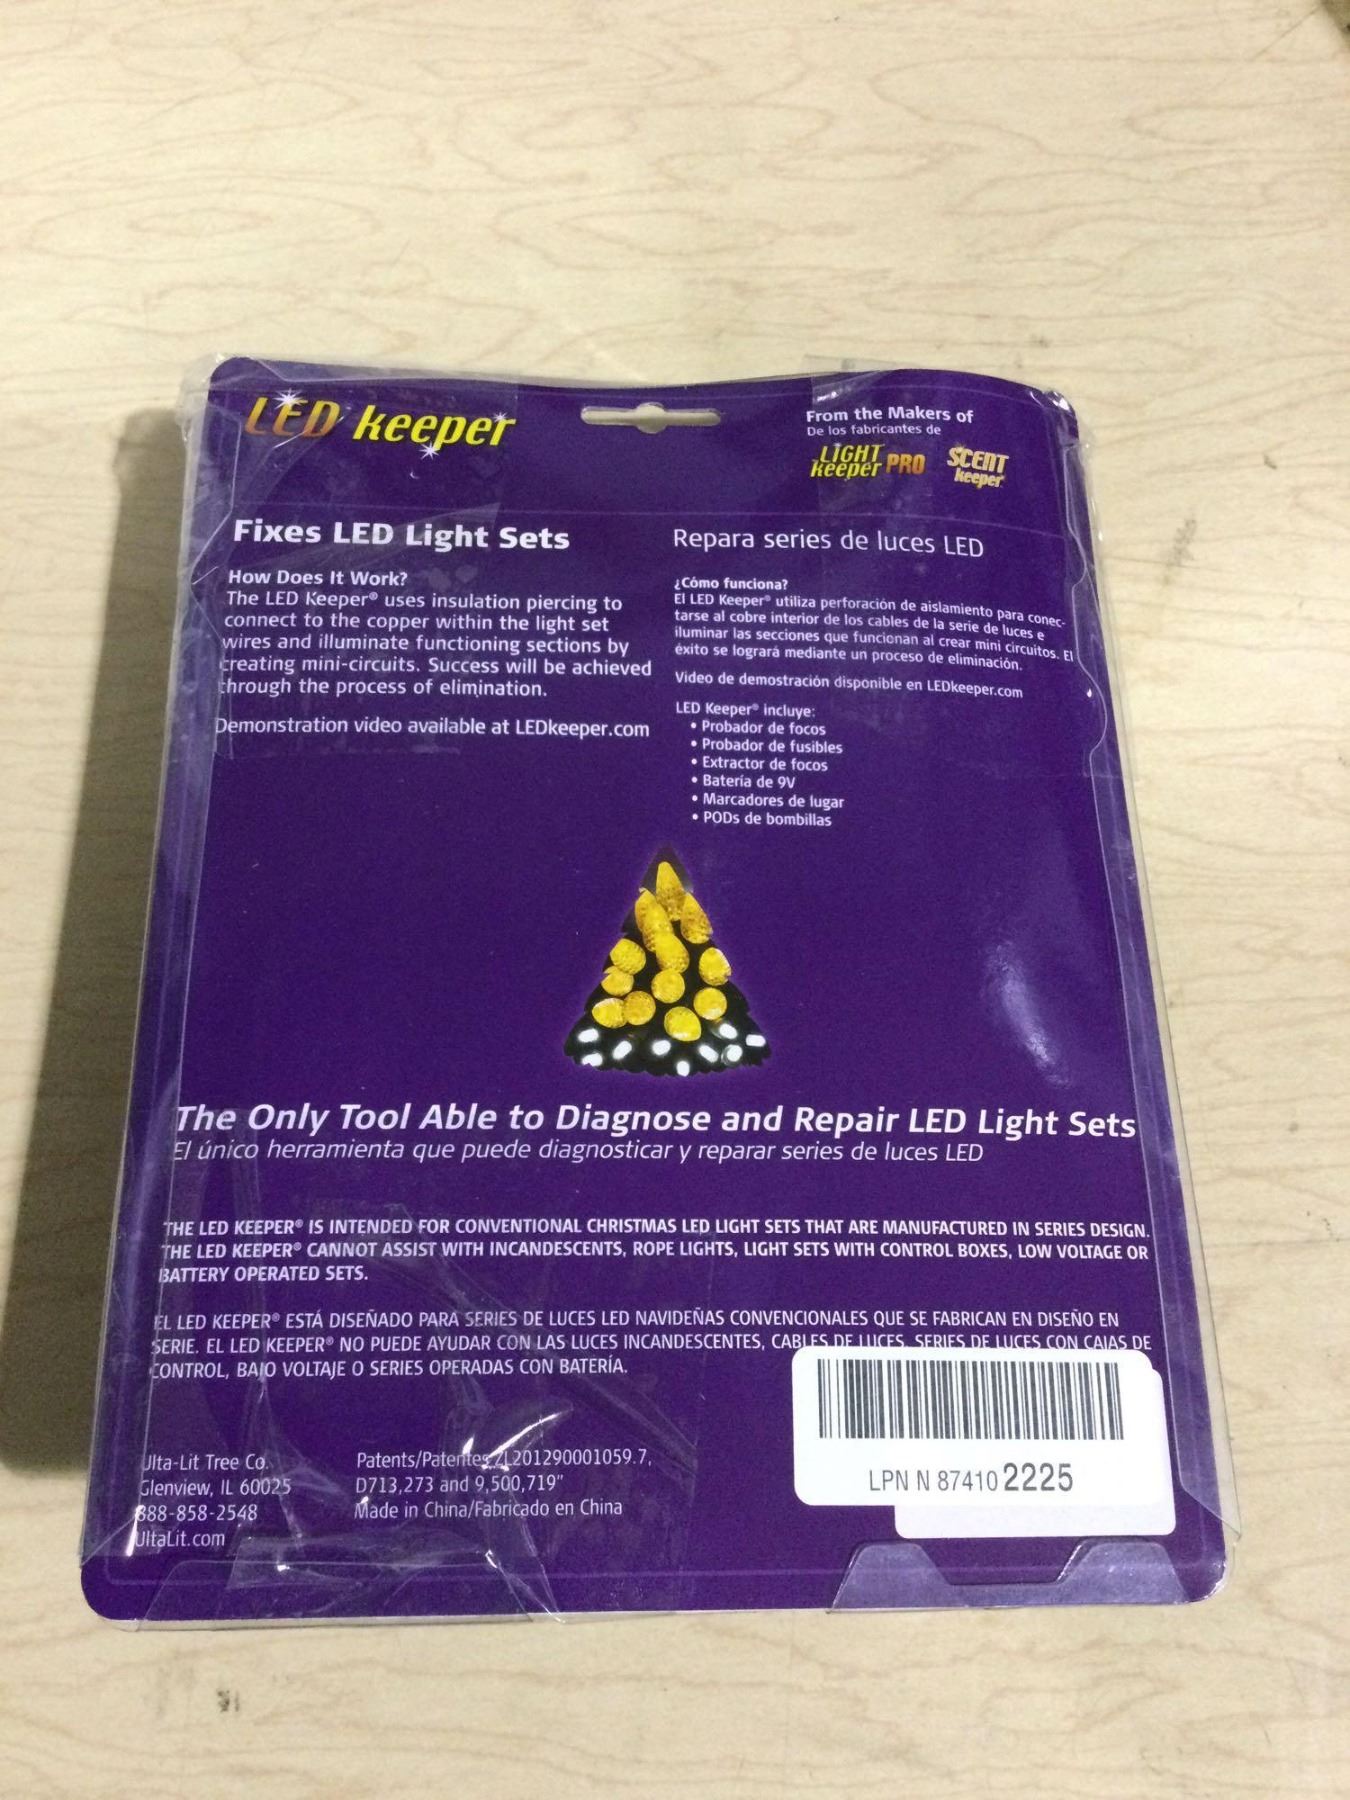 LED keeper
From the Makers of
De los fabricantes de
LIGHT keeper PRO
SCENT keeper
Fixes LED Light Sets
How Does It Work?
The LED Keeper® uses insulation piercing to
connect to the copper within the light set
wires and illuminate functioning sections by
creating mini-circuits. Success will be achieved
through the process of elimination.
Demonstration video available at LEDkeeper.com
Repara series de luces LED
¿Cómo funciona?
El LED Keeper® utiliza perforación de aislamiento para conec-
tarse al cobre interior de los cables de la serie de luces e
iluminar las secciones que funcionan al crear mini circuitos. El
éxito se logrará mediante un proceso de eliminación.
Video de demostración disponible en LEDkeeper.com
LED Keeper® incluye:
• Probador de focos
• Probador de fusibles
• Extractor de focos
• Batería de 9V
• Marcadores de lugar
• PODs de bombillas
The Only Tool Able to Diagnose and Repair LED Light Sets
El único herramienta que puede diagnosticar y reparar series de luces LED
THE LED KEEPER® IS INTENDED FOR CONVENTIONAL CHRISTMAS LED LIGHT SETS THAT ARE MANUFACTURED IN SERIES DESIGN.
THE LED KEEPER® CANNOT ASSIST WITH INCANDESCENTS, ROPE LIGHTS, LIGHT SETS WITH CONTROL BOXES, LOW VOLTAGE OR
BATTERY OPERATED SETS.
EL LED KEEPER® ESTÁ DISEÑADO PARA SERIES DE LUCES LED NAVIDEÑAS CONVENCIONALES QUE SE FABRICAN EN DISEÑO EN
SERIE. EL LED KEEPER® NO PUEDE AYUDAR CON LAS LUCES INCANDESCENTES, CABLES DE LUCES, SERIES DE LUCES CON CAJAS DE
CONTROL, BAJO VOLTAJE O SERIES OPERADAS CON BATERÍA.
Ulta-Lit Tree Co.
Glenview, IL 60025
888-858-2548
UltaLit.com
Patents/Patentes ZL201290001059.7,
D713,273 and 9,500,719"
Made in China/Fabricado en China
LPN N 87410 2225